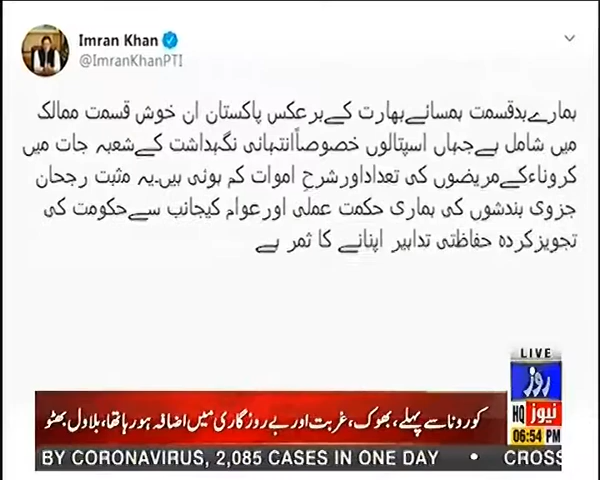 Imran Khan
@ImranKhanPTI
ہمارے بدقسمت ہمسائے بھارت کے برعکس پاکستان ان خوش قسمت ممالک
میں شامل ہے جہاں اسپتالوں خصوصاً انتہائی نگہداشت کے شعبہ جات میں
کروناء کے مریضوں کی تعداد اور شرحِ اموات کم ہوئی ہیں۔ یہ مثبت رجحان
جزوی بندشوں کی ہماری حکمت عملی اور عوام کیجانب سے حکومت کی
تجویز کردہ حفاظتی تدابیر اپنانے کا ثمر ہے
LIVE
روز
نیوز
HQ
06:54 PM
کورونا سے پہلے، بھوک، غربت اور بے روزگاری میں اضافہ ہو رہا تھا، بلاول بھٹو
BY CORONAVIRUS, 2,085 CASES IN ONE DAY • CROSS